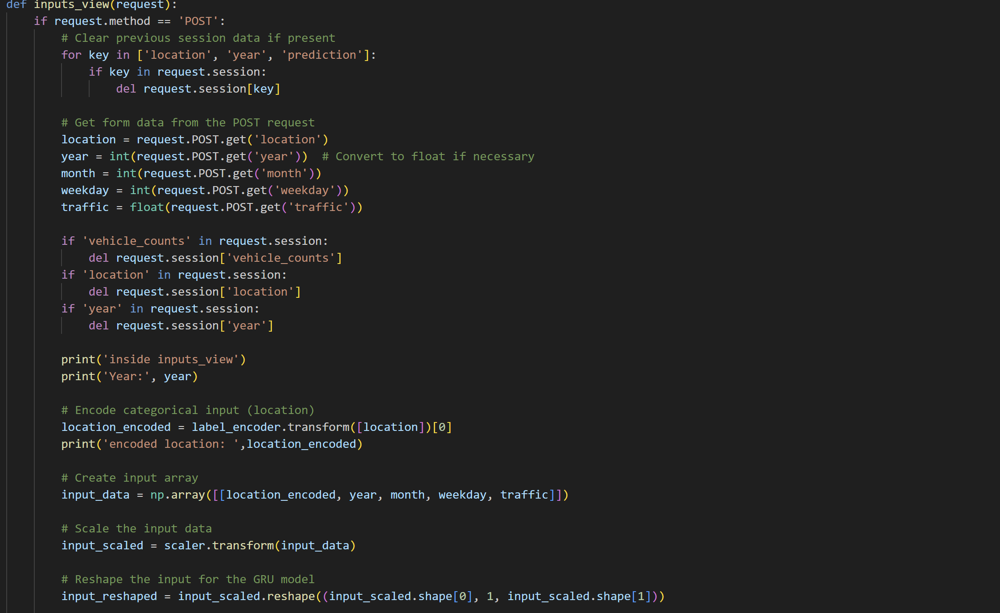 def inputs_view(request):
    if request.method == 'POST':
        # Clear previous session data if present
        for key in ['location', 'year', 'prediction']:
            if key in request.session:
                del request.session[key]

        # Get form data from the POST request
        location = request.POST.get('location')
        year = int(request.POST.get('year'))  # Convert to float if necessary
        month = int(request.POST.get('month'))
        weekday = int(request.POST.get('weekday'))
        traffic = float(request.POST.get('traffic'))

        if 'vehicle_counts' in request.session:
            del request.session['vehicle_counts']
        if 'location' in request.session:
            del request.session['location']
        if 'year' in request.session:
            del request.session['year']

        print('inside inputs_view')
        print('Year:', year)

        # Encode categorical input (location)
        location_encoded = label_encoder.transform([location])[0]
        print('encoded location: ',location_encoded)

        # Create input array
        input_data = np.array([[location_encoded, year, month, weekday, traffic]])

        # Scale the input data
        input_scaled = scaler.transform(input_data)

        # Reshape the input for the GRU model
        input_reshaped = input_scaled.reshape((input_scaled.shape[0], 1, input_scaled.shape[1]))